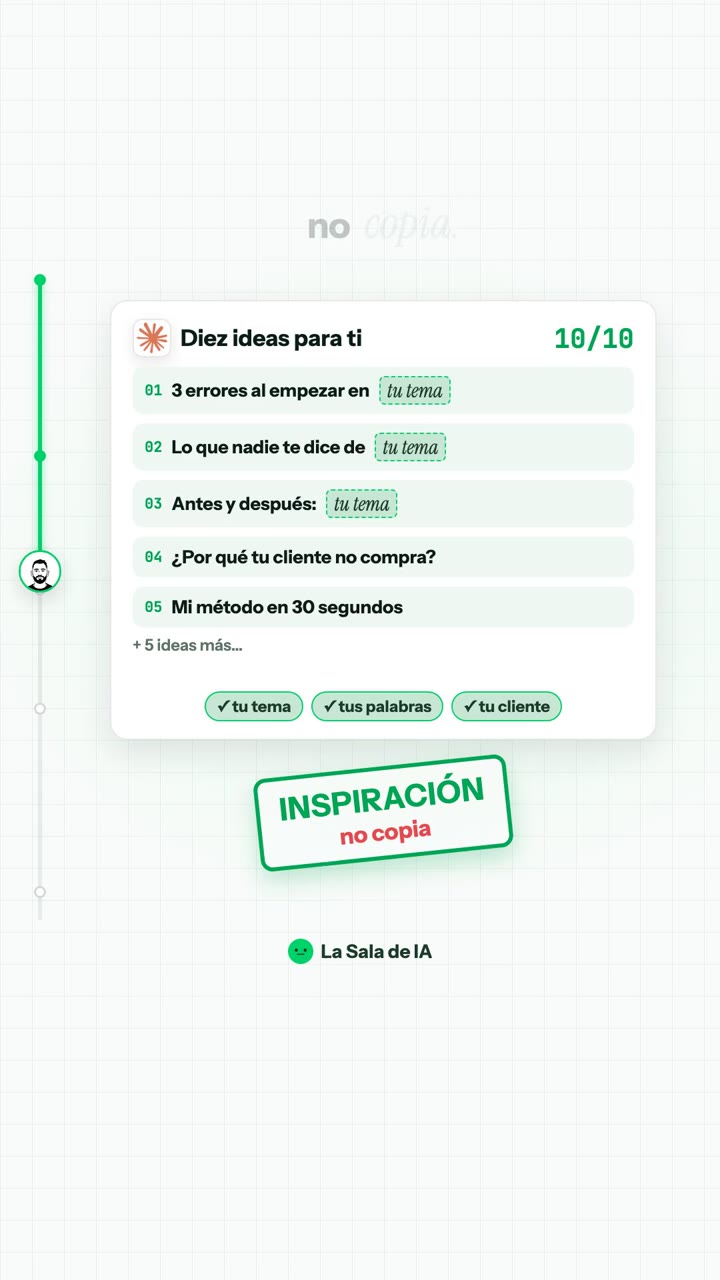 no copia.
Diez ideas para ti 10/10
01 3 errores al empezar en tu tema
02 Lo que nadie te dice de tu tema
03 Antes y después: tu tema
04 ¿Por qué tu cliente no compra?
05 Mi método en 30 segundos
+ 5 ideas más...
✓ tu tema ✓ tus palabras ✓ tu cliente
INSPIRACIÓN
no copia
La Sala de IA